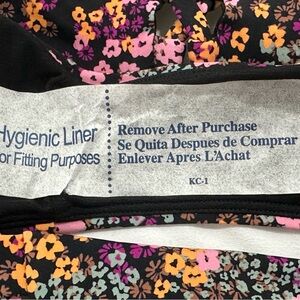 Hygienic Liner
or Fitting Purposes
Remove After Purchase
Se Quita Despues de Comprar
Enlever Apres L'Achat
KC-1